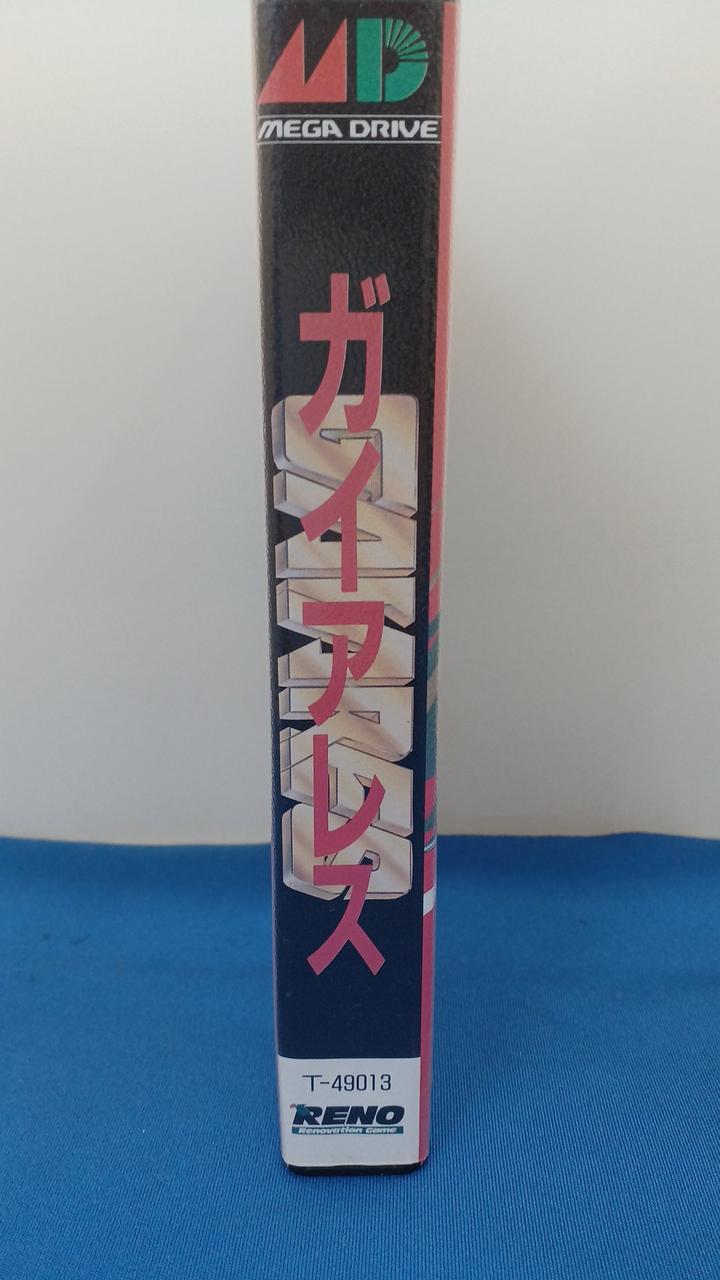 MD
MEGA DRIVE
ガイアレス
GAIARES
T-49013
RENO
Renovation Game